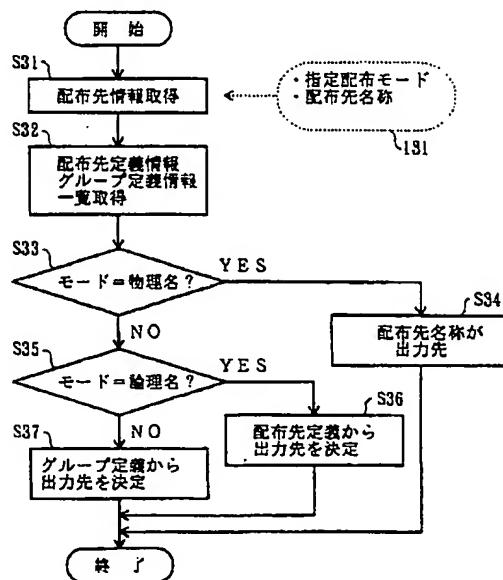 開始
S31
配布先情報取得
・指定配布モード
・配布先名称
131
S32
配布先定義情報
グループ定義情報
一覧取得
S33
モード=物理名?
YES
NO
S34
配布先名称が
出力先
S35
モード=論理名?
YES
NO
S36
配布先定義から
出力先を決定
S37
グループ定義から
出力先を決定
終了